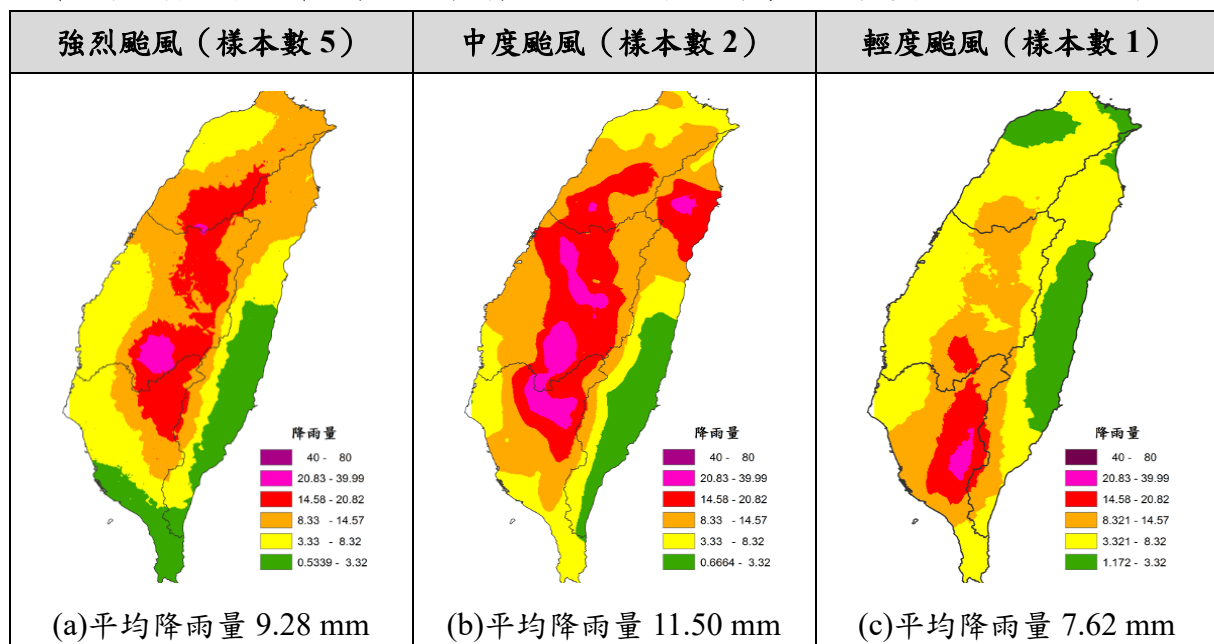 強烈颱風（樣本數 5）
中度颱風（樣本數 2）
輕度颱風（樣本數 1）
降雨量
40 - 80
20.83 - 39.99
14.58 - 20.82
8.33 - 14.57
3.33 - 8.32
0.5339 - 3.32
降雨量
40 - 80
20.83 - 39.99
14.58 - 20.82
8.33 - 14.57
3.33 - 8.32
0.6664 - 3.32
降雨量
40 - 80
20.83 - 39.99
14.58 - 20.82
8.321 - 14.57
3.321 - 8.32
1.172 - 3.32
(a)平均降雨量 9.28 mm
(b)平均降雨量 11.50 mm
(c)平均降雨量 7.62 mm